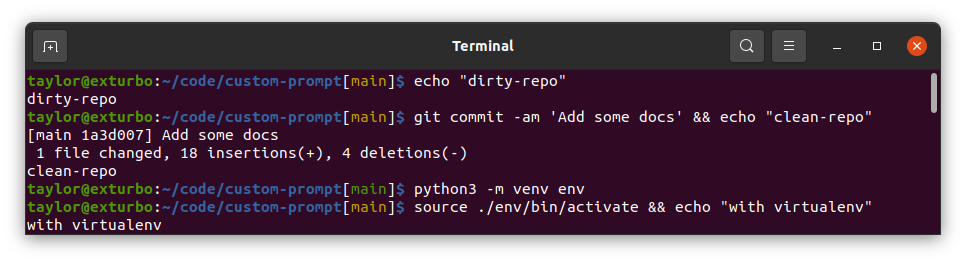 Terminal
taylor@exturbo:~/code/custom-prompt[main]$ echo "dirty-repo"
dirty-repo
taylor@exturbo:~/code/custom-prompt[main]$ git commit -am 'Add some docs' && echo "clean-repo"
[main 1a3d007] Add some docs
 1 file changed, 18 insertions(+), 4 deletions(-)
clean-repo
taylor@exturbo:~/code/custom-prompt[main]$ python3 -m venv env
taylor@exturbo:~/code/custom-prompt[main]$ source ./env/bin/activate && echo "with virtualenv"
with virtualenv